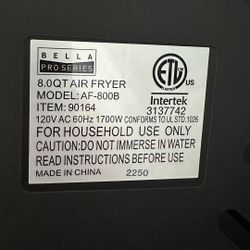 BELLA
PRO SERIES
8.0QT AIR FRYER
MODEL: AF-800B
ITEM: 90164
120V AC 60Hz 1700W CONFORMS TO UL STD.1026
FOR HOUSEHOLD USE ONLY
CAUTION:DO NOT IMMERSE IN WATER
READ INSTRUCTIONS BEFORE USE
MADE IN CHINA 2250
ETL
LISTED
C US
Intertek
3137742